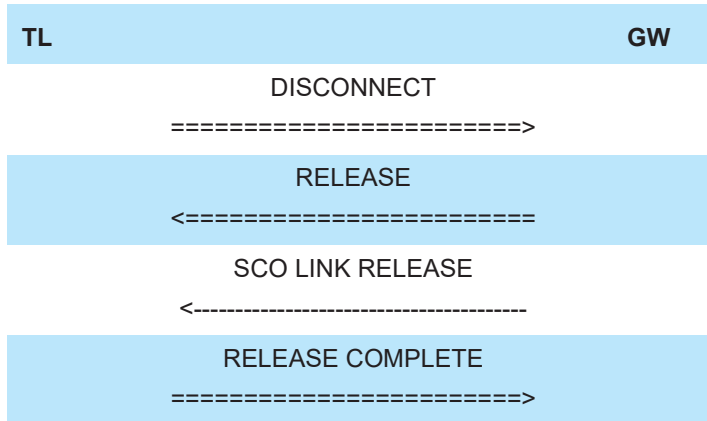 TL GW
DISCONNECT
========================>
RELEASE
<========================
SCO LINK RELEASE
<----------------------------------------
RELEASE COMPLETE
========================>